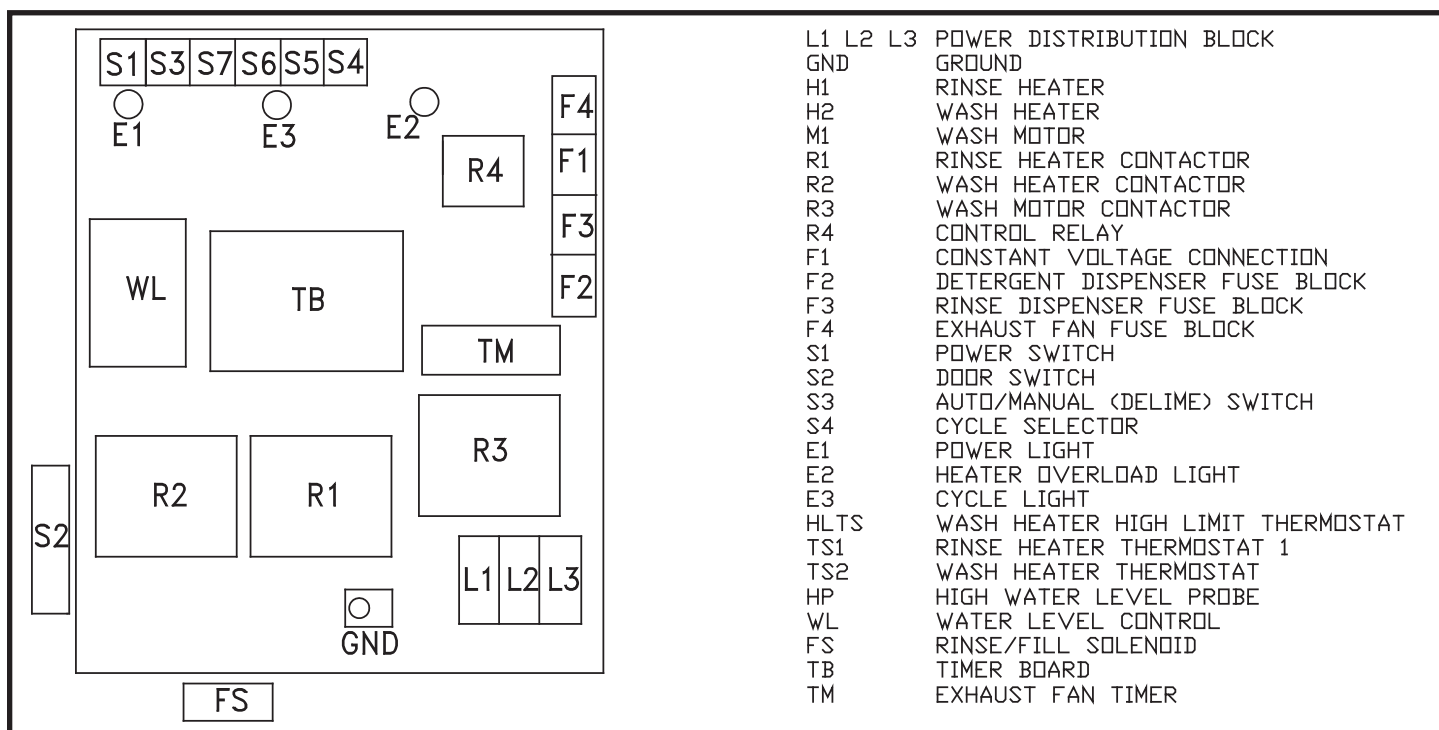 S1 S3 S7 S6 S5 S4
E1 E3 E2
F4
F1
F3
F2
R4
WL
TB
TM
R3
R2
R1
S2
L1 L2 L3
GND
FS
L1 L2 L3 POWER DISTRIBUTION BLOCK
GND GROUND
H1 RINSE HEATER
H2 WASH HEATER
M1 WASH MOTOR
R1 RINSE HEATER CONTACTOR
R2 WASH HEATER CONTACTOR
R3 WASH MOTOR CONTACTOR
R4 CONTROL RELAY
F1 CONSTANT VOLTAGE CONNECTION
F2 DETERGENT DISPENSER FUSE BLOCK
F3 RINSE DISPENSER FUSE BLOCK
F4 EXHAUST FAN FUSE BLOCK
S1 POWER SWITCH
S2 DOOR SWITCH
S3 AUTO/MANUAL (DELIME) SWITCH
S4 CYCLE SELECTOR
E1 POWER LIGHT
E2 HEATER OVERLOAD LIGHT
E3 CYCLE LIGHT
HLTS WASH HEATER HIGH LIMIT THERMOSTAT
TS1 RINSE HEATER THERMOSTAT 1
TS2 WASH HEATER THERMOSTAT
HP HIGH WATER LEVEL PROBE
WL WATER LEVEL CONTROL
FS RINSE/FILL SOLENOID
TB TIMER BOARD
TM EXHAUST FAN TIMER